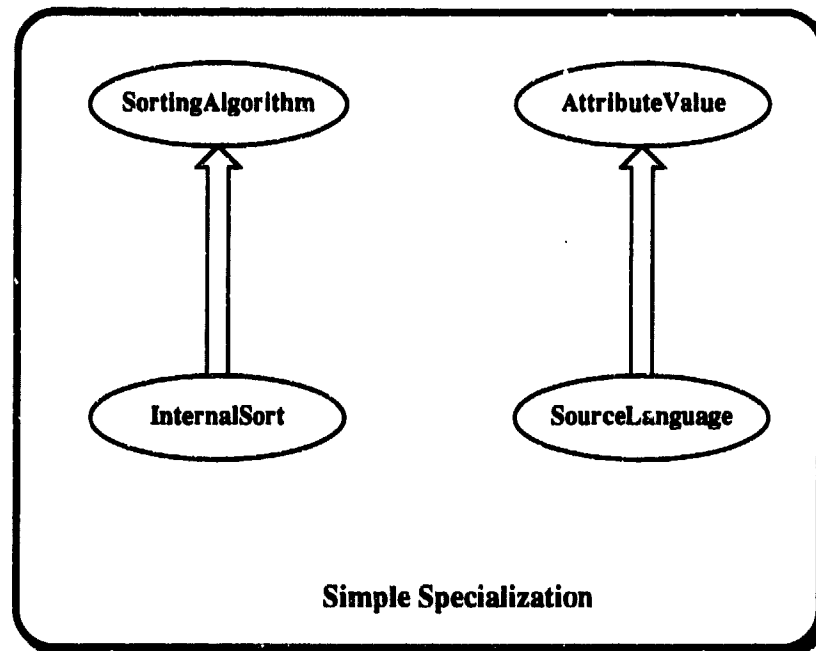 SortingAlgorithm
AttributeValue
InternalSort
SourceLanguage
Simple Specialization